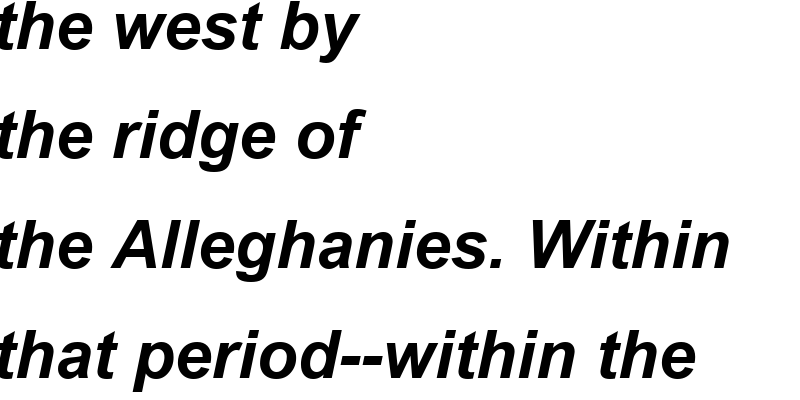 the west by
the ridge of
the Alleghanies. Within
that period--within the